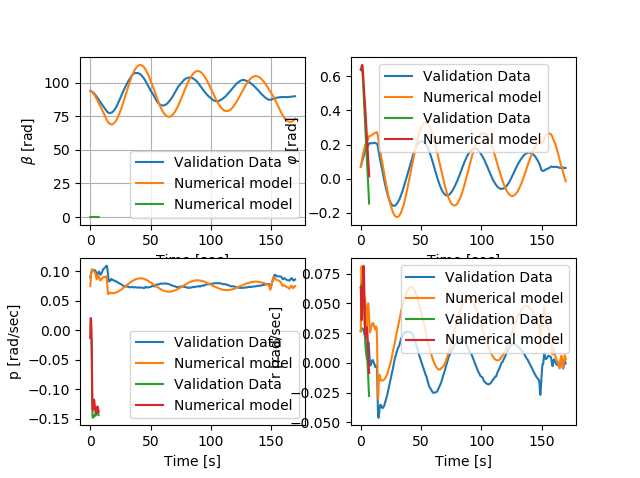 β [rad]
100
75
50
25
0
0
50
100
150
Validation Data
Numerical model
φ [rad]
0.6
0.4
0.2
0.0
−0.2
0
50
100
150
Validation Data
Numerical model
Validation Data
Numerical model
p [rad/sec]
0.10
0.05
0.00
−0.05
−0.10
−0.15
0
50
100
150
Time [s]
Validation Data
Numerical model
Validation Data
Numerical model
r [rad/sec]
0.075
0.050
0.025
0.000
0.050
0
50
100
150
Time [s]
Validation Data
Numerical model
Validation Data
Numerical model